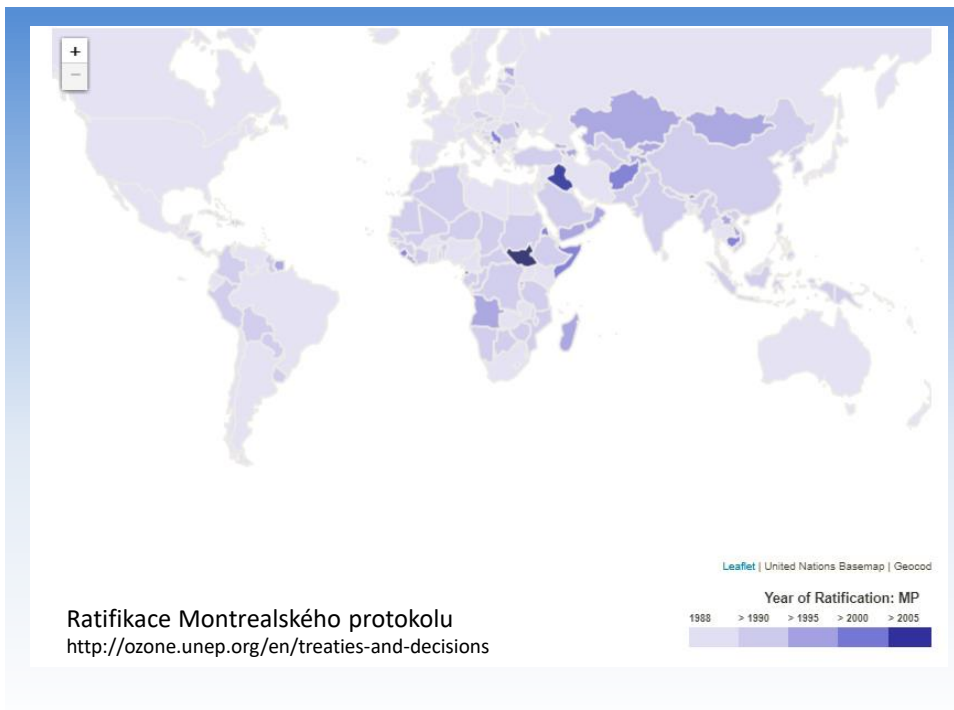 +
−
Leaflet | United Nations Basemap | Geocod
Year of Ratification: MP
1988 > 1990 > 1995 > 2000 > 2005
Ratifikace Montrealského protokolu
http://ozone.unep.org/en/treaties-and-decisions